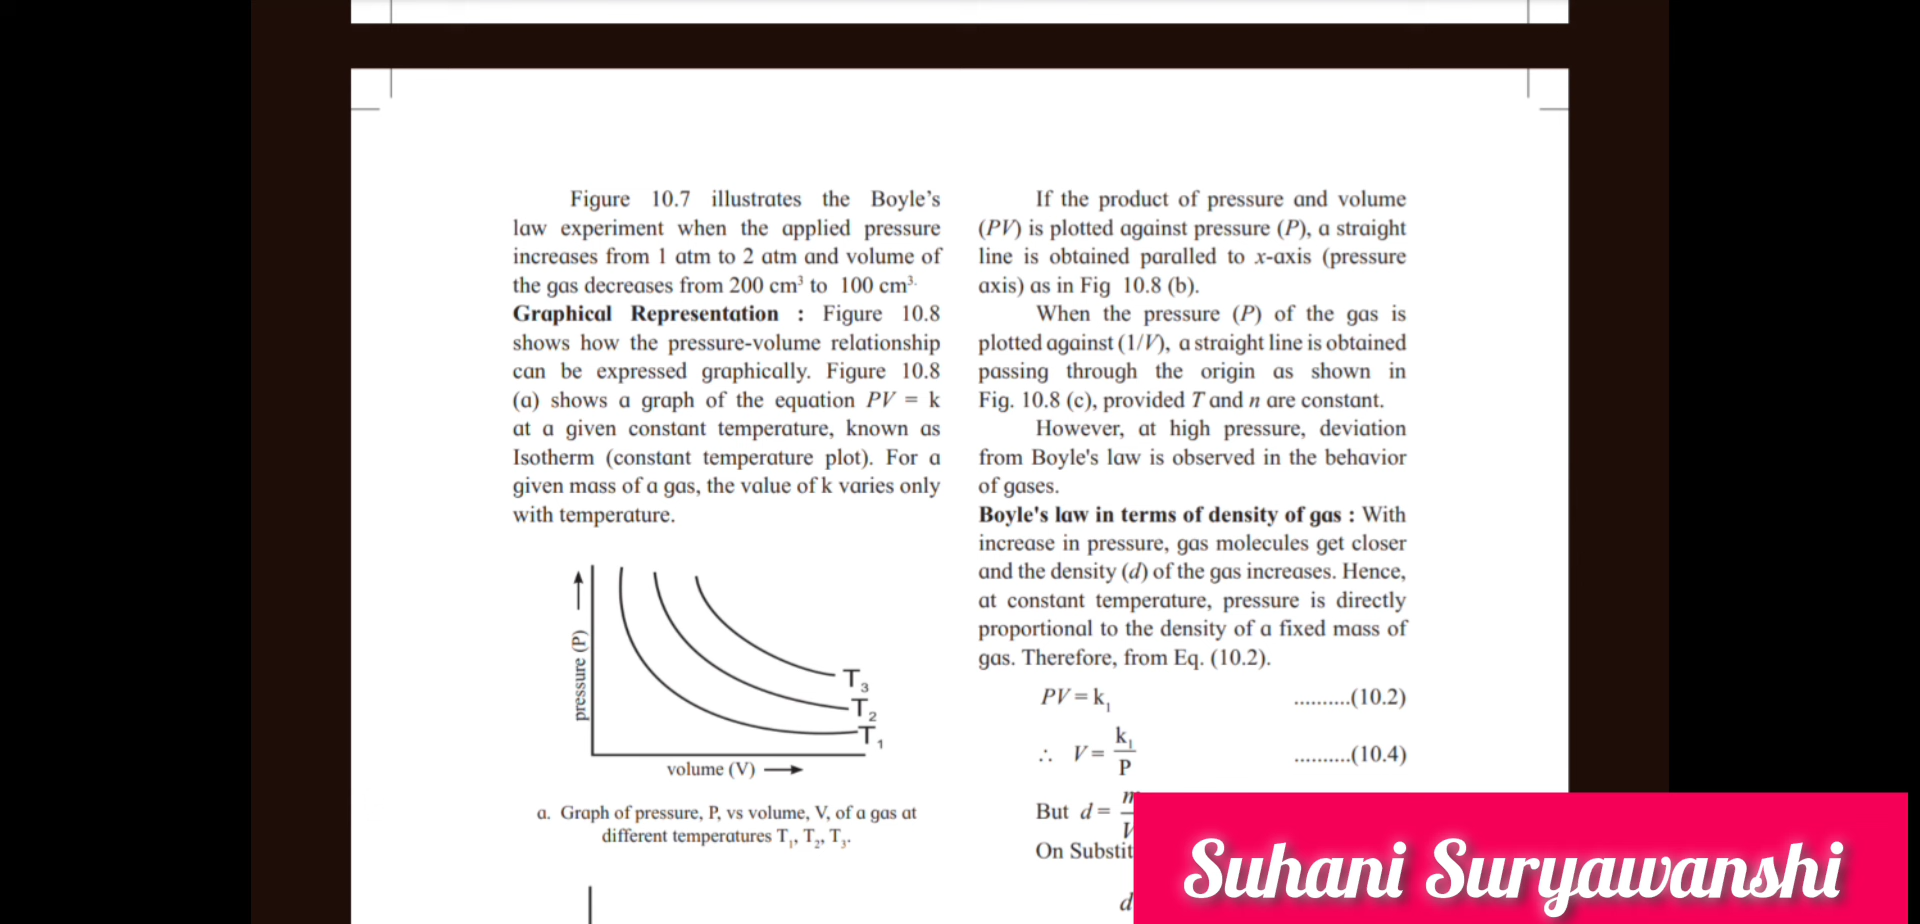 Figure 10.7 illustrates the Boyle’s
law experiment when the applied pressure
increases from 1 atm to 2 atm and volume of
the gas decreases from 200 cm³ to 100 cm³.
Graphical Representation : Figure 10.8
shows how the pressure-volume relationship
can be expressed graphically. Figure 10.8
(a) shows a graph of the equation PV = k
at a given constant temperature, known as
Isotherm (constant temperature plot). For a
given mass of a gas, the value of k varies only
with temperature.
pressure (P)
T₃
T₂
T₁
volume (V)
a. Graph of pressure, P, vs volume, V, of a gas at
different temperatures T₁, T₂, T₃.
If the product of pressure and volume
(PV) is plotted against pressure (P), a straight
line is obtained paralled to x-axis (pressure
axis) as in Fig 10.8 (b).
When the pressure (P) of the gas is
plotted against (1/V), a straight line is obtained
passing through the origin as shown in
Fig. 10.8 (c), provided T and n are constant.
However, at high pressure, deviation
from Boyle's law is observed in the behavior
of gases.
Boyle's law in terms of density of gas : With
increase in pressure, gas molecules get closer
and the density (d) of the gas increases. Hence,
at constant temperature, pressure is directly
proportional to the density of a fixed mass of
gas. Therefore, from Eq. (10.2).
PV = k₁ ..........(10.2)
∴ V = k₁/P ..........(10.4)
But d =
On
d
Suhani Suryawanshi